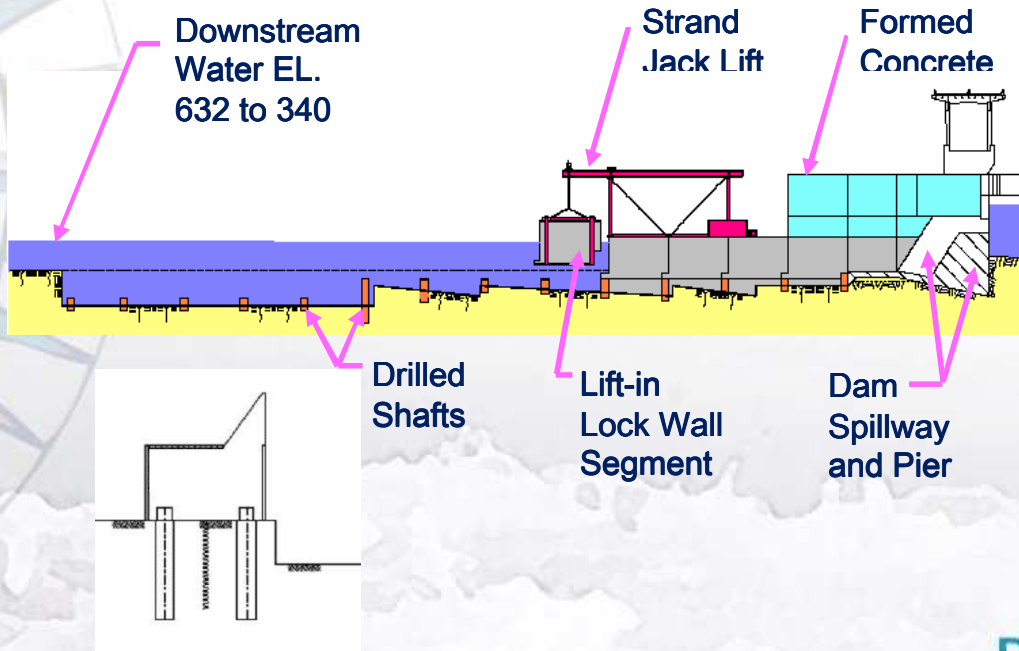 Downstream
Water EL.
632 to 340
Strand
Jack Lift
Formed
Concrete
Drilled
Shafts
Lift-in
Lock Wall
Segment
Dam
Spillway
and Pier